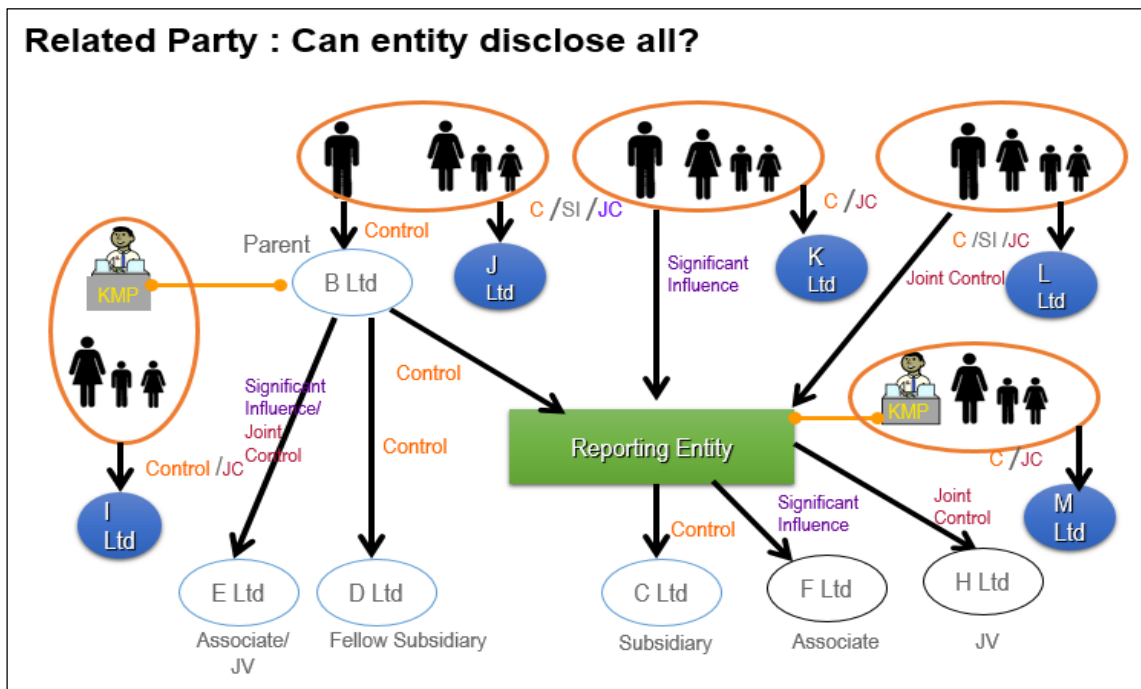 Related Party : Can entity disclose all?
C /SI /JC
C /JC
Control
Parent
J
Ltd
K
Ltd
C /SI /JC
Significant
Influence
Joint Control
L
Ltd
KMP
B Ltd
Control
Significant
Influence/
Joint
Control
KMP
Control
Reporting Entity
Control /JC
C /JC
I
Ltd
Significant
Influence
Joint
Control
M
Ltd
Control
E Ltd
D Ltd
C Ltd
F Ltd
H Ltd
Associate/
JV
Fellow Subsidiary
Subsidiary
Associate
JV